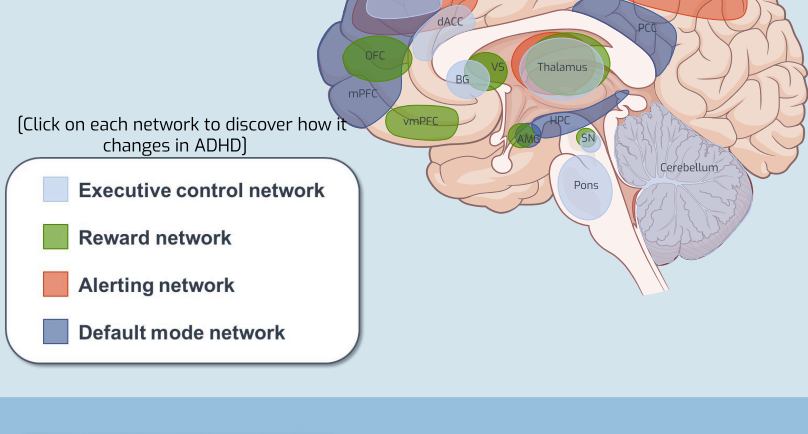 dACC
PCC
OFC
VS
Thalamus
BG
mPFC
vmPFC
HPC
AMG
SN
Cerebellum
Pons
[Click on each network to discover how it
changes in ADHD]
Executive control network
Reward network
Alerting network
Default mode network